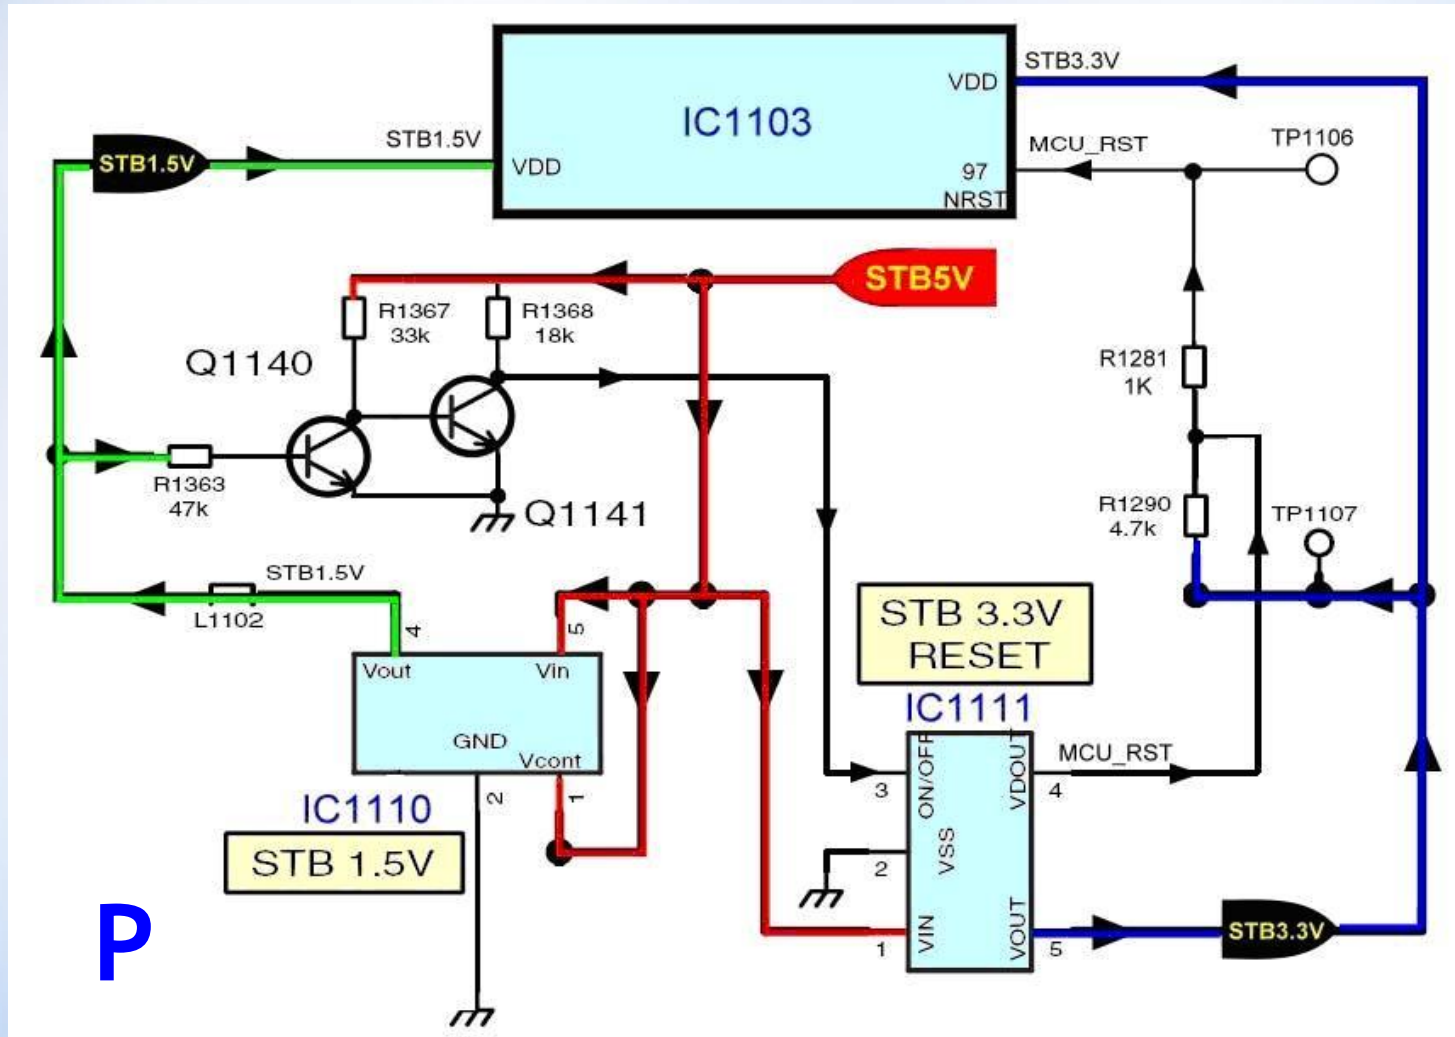 STB3.3V
VDD
IC1103
STB1.5V
STB1.5V
VDD
MCU_RST
TP1106
97
NRST
STB5V
R1367
33k
R1368
18k
Q1140
R1281
1K
R1363
47k
Q1141
R1290
4.7k
TP1107
STB1.5V
L1102
4
5
Vout
Vin
GND
Vcont
2
1
IC1110
STB 1.5V
STB 3.3V
RESET
IC1111
ON/OFF
VDOUT
MCU_RST
3
4
VSS
2
VIN
VOUT
1
5
STB3.3V
P